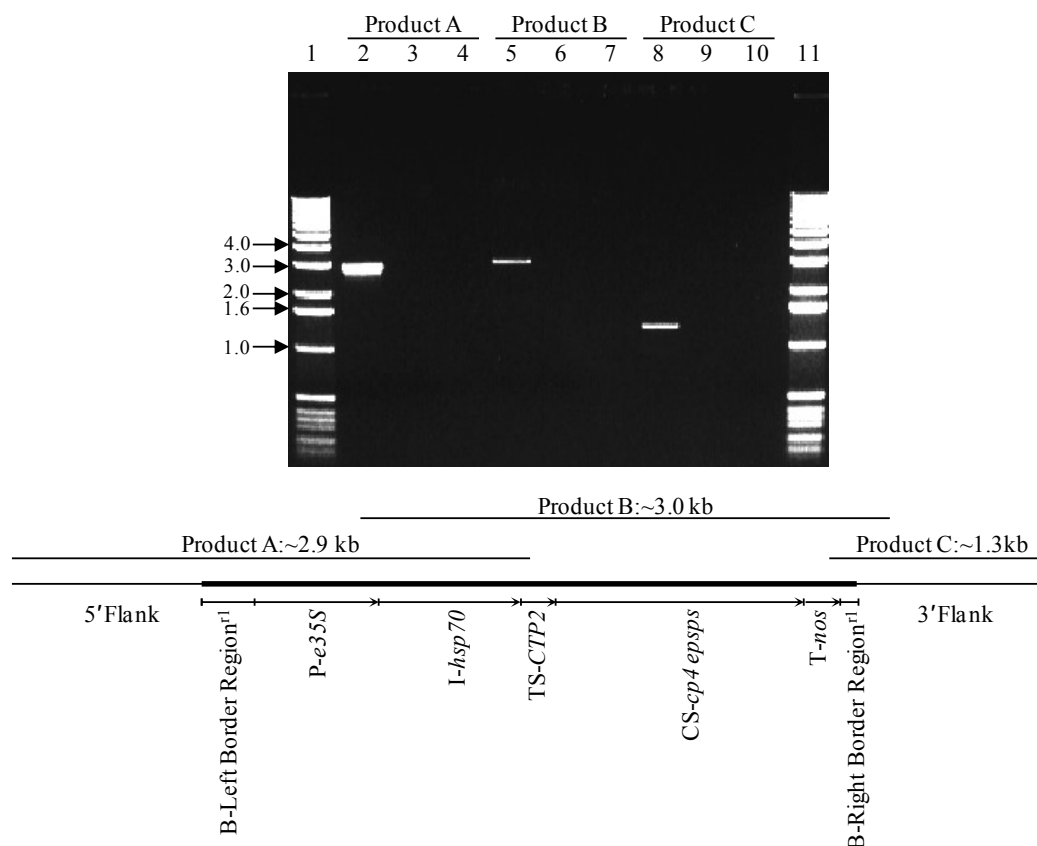 Product A Product B Product C
1 2 3 4 5 6 7 8 9 10 11
4.0
3.0
2.0
1.6
1.0
Product B:~3.0 kb
Product A:~2.9 kb
Product C:~1.3kb
5′Flank
3′Flank
B-Left Border Region^r1
P-e35S
I-hsp70
TS-CTP2
CS-cp4 epsps
T-nos
B-Right Border Region^r1